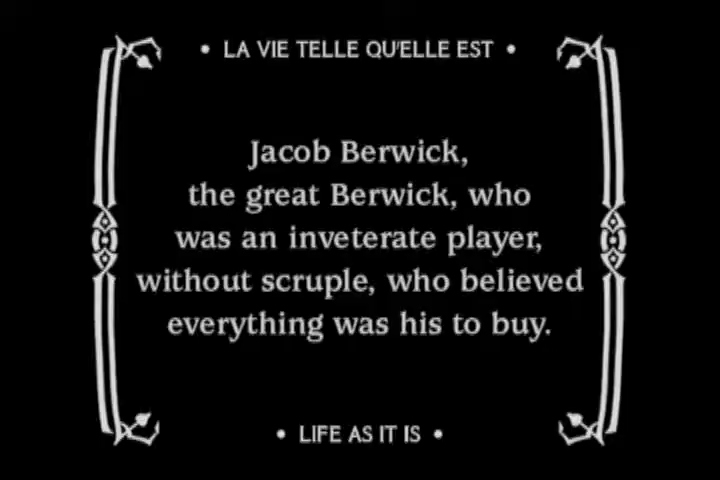 • LA VIE TELLE QU'ELLE EST •
Jacob Berwick,
the great Berwick, who
was an inveterate player,
without scruple, who believed
everything was his to buy.
• LIFE AS IT IS •